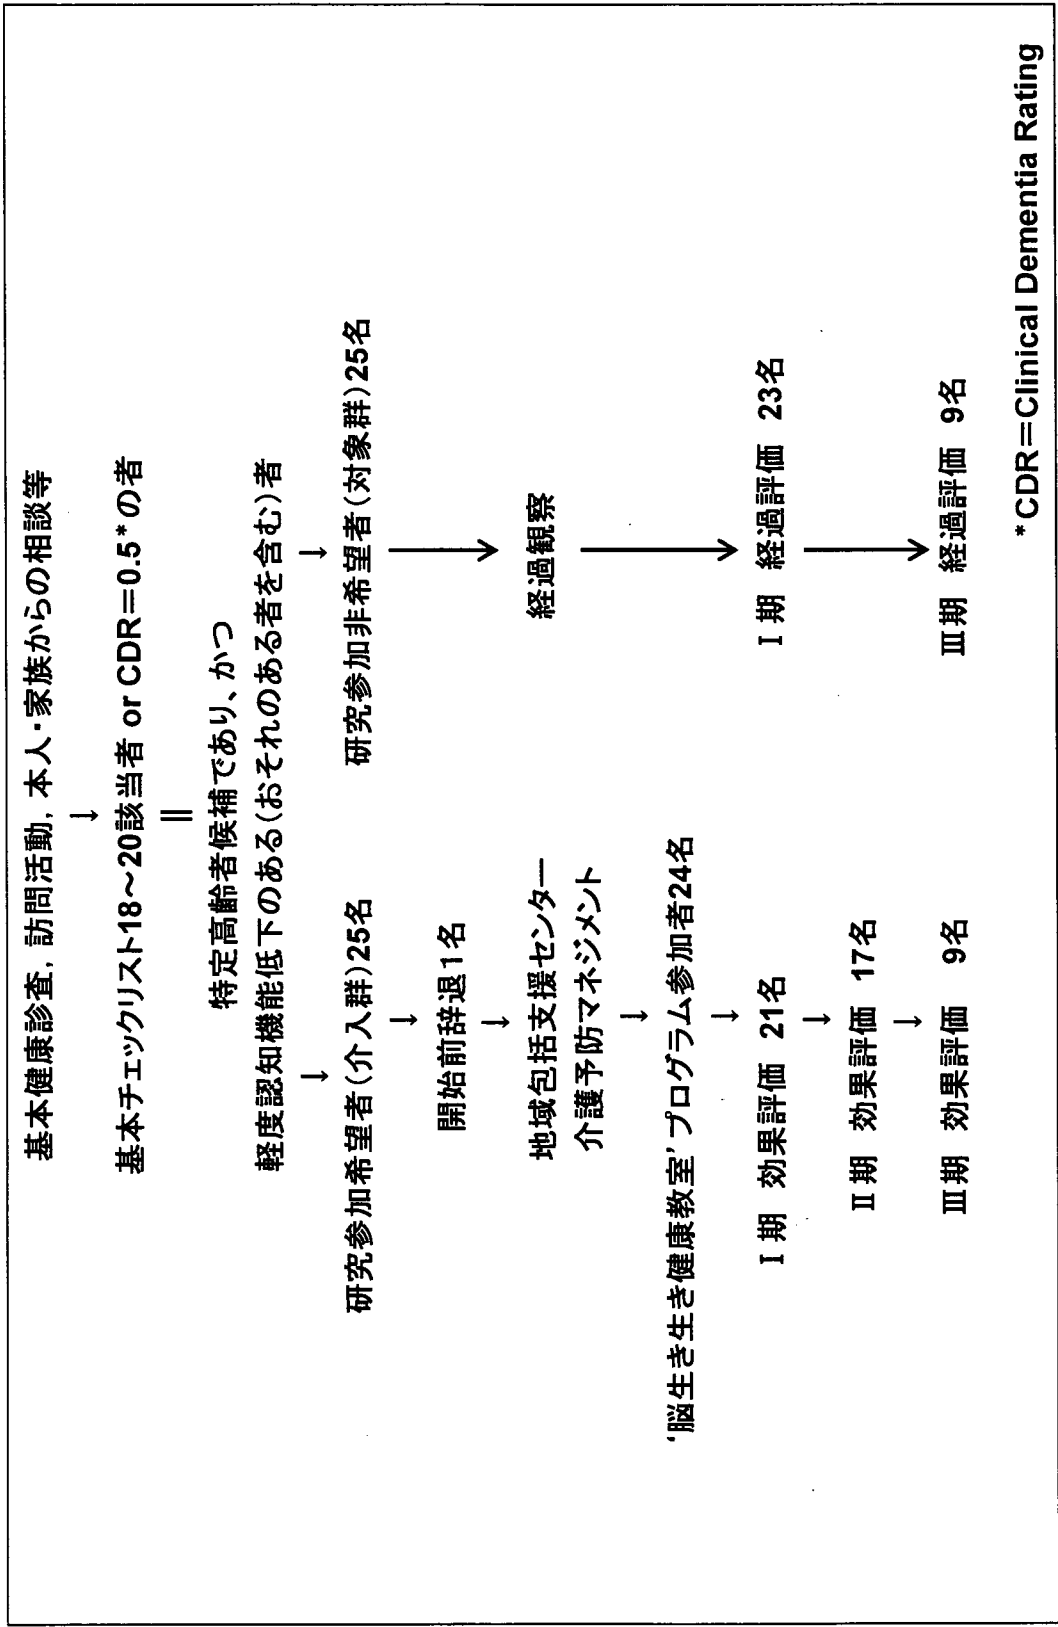 基本健康診査，訪問活動，本人・家族からの相談等
↓
基本チェックリスト18～20該当者 or CDR＝0.5*の者
||
特定高齢者候補であり、かつ
軽度認知機能低下のある(おそれのある者を含む)者
↓ ↓
研究参加希望者(介入群)25名
↓
開始前辞退1名
↓
地域包括支援センター
介護予防マネジメント
↓
‘脳生き生き健康教室’プログラム参加者24名
↓
Ⅰ期 効果評価 21名
↓
Ⅱ期 効果評価 17名
↓
Ⅲ期 効果評価 9名
研究参加非希望者(対象群)25名
↓
経過観察
↓
Ⅰ期 経過評価 23名
↓
Ⅲ期 経過評価 9名
*CDR＝Clinical Dementia Rating